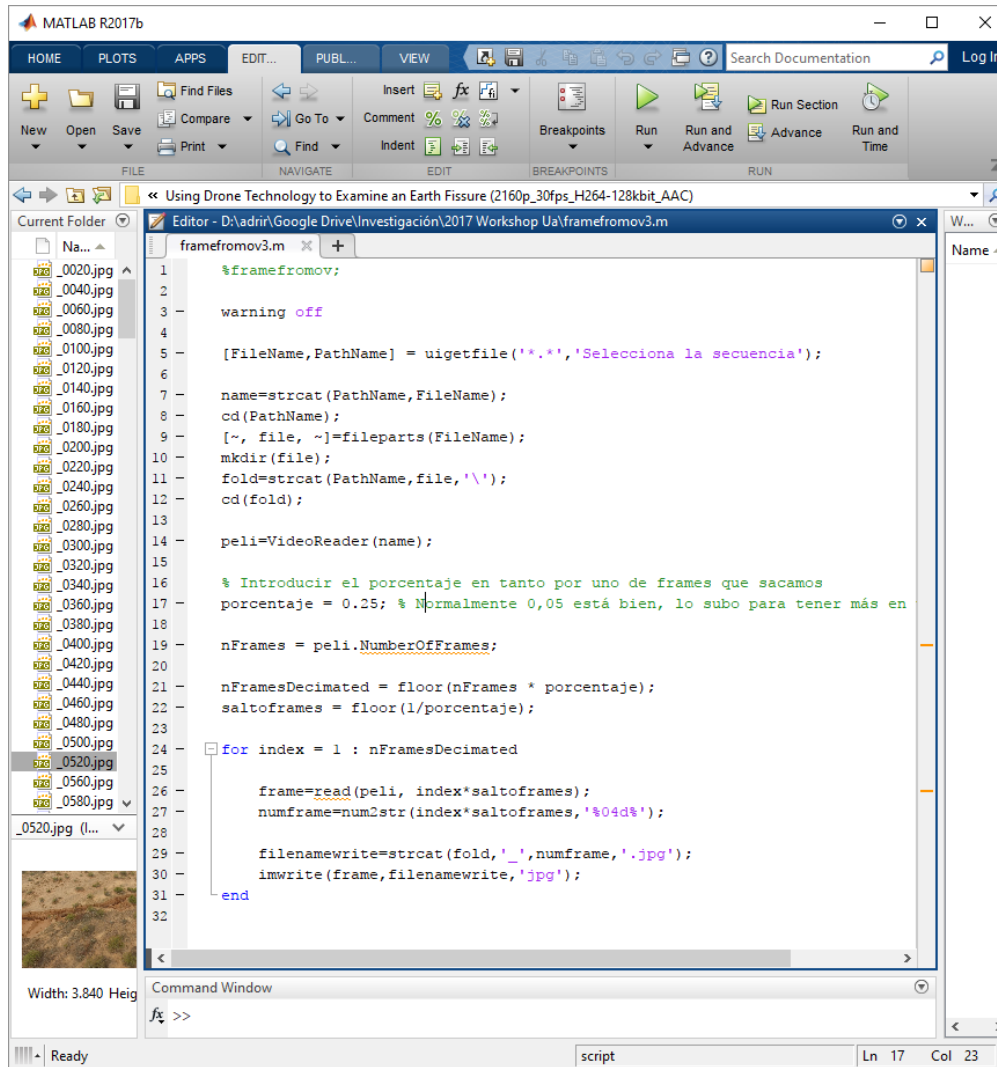 MATLAB R2017b
HOME PLOTS APPS EDIT... PUBL... VIEW Search Documentation Log In
New Open Save
Find Files
Compare
Print
FILE
Go To
Find
NAVIGATE
Insert fx
Comment
Indent
EDIT
Breakpoints
BREAKPOINTS
Run
Run and Advance
Run Section
Advance
Run and Time
RUN
« Using Drone Technology to Examine an Earth Fissure (2160p_30fps_H264-128kbit_AAC)
Current Folder
Na...
_0020.jpg
_0040.jpg
_0060.jpg
_0080.jpg
_0100.jpg
_0120.jpg
_0140.jpg
_0160.jpg
_0180.jpg
_0200.jpg
_0220.jpg
_0240.jpg
_0260.jpg
_0280.jpg
_0300.jpg
_0320.jpg
_0340.jpg
_0360.jpg
_0380.jpg
_0400.jpg
_0420.jpg
_0440.jpg
_0460.jpg
_0480.jpg
_0500.jpg
_0520.jpg
_0560.jpg
_0580.jpg
_0520.jpg (I...
Width: 3.840 Heig
Editor - D:\adrir\Google Drive\Investigación\2017 Workshop Ua\framefromov3.m
framefromov3.m
1 %framefromov;
2
3 warning off
4
5 [FileName,PathName] = uigetfile('*.*','Selecciona la secuencia');
6
7 name=strcat(PathName,FileName);
8 cd(PathName);
9 [~, file, ~]=fileparts(FileName);
10 mkdir(file);
11 fold=strcat(PathName,file,'\');
12 cd(fold);
13
14 peli=VideoReader(name);
15
16 % Introducir el porcentaje en tanto por uno de frames que sacamos
17 porcentaje = 0.25; % Normalmente 0,05 está bien, lo subo para tener más en
18
19 nFrames = peli.NumberOfFrames;
20
21 nFramesDecimated = floor(nFrames * porcentaje);
22 saltoframes = floor(1/porcentaje);
23
24 for index = 1 : nFramesDecimated
25
26 frame=read(peli, index*saltoframes);
27 numframe=num2str(index*saltoframes,'%04d%');
28
29 filenamewrite=strcat(fold,'_',numframe,'.jpg');
30 imwrite(frame,filenamewrite,'jpg');
31 end
32
Command Window
fx >>
W...
Name
Ready script Ln 17 Col 23